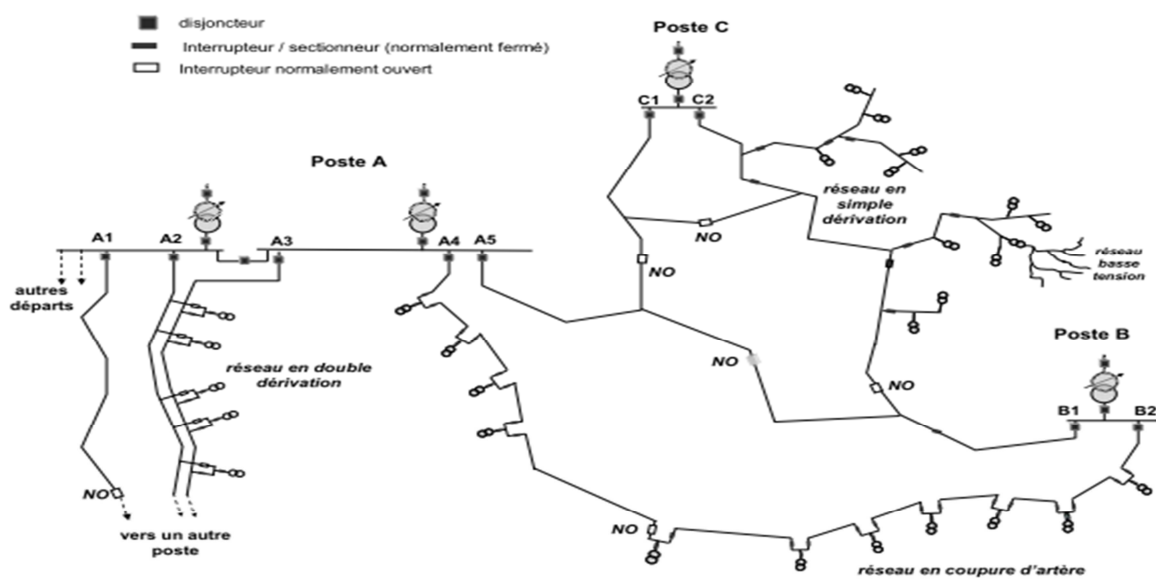 disjoncteur
Interrupteur / sectionneur (normalement fermé)
Interrupteur normalement ouvert
Poste C
C1 C2
Poste A
A1 A2 A3 A4 A5
autres
départs
réseau en double
dérivation
NO
vers un autre
poste
NO
NO
NO
réseau en
simple
dérivation
réseau
basse
tension
NO
Poste B
B1 B2
NO
réseau en coupure d'artère